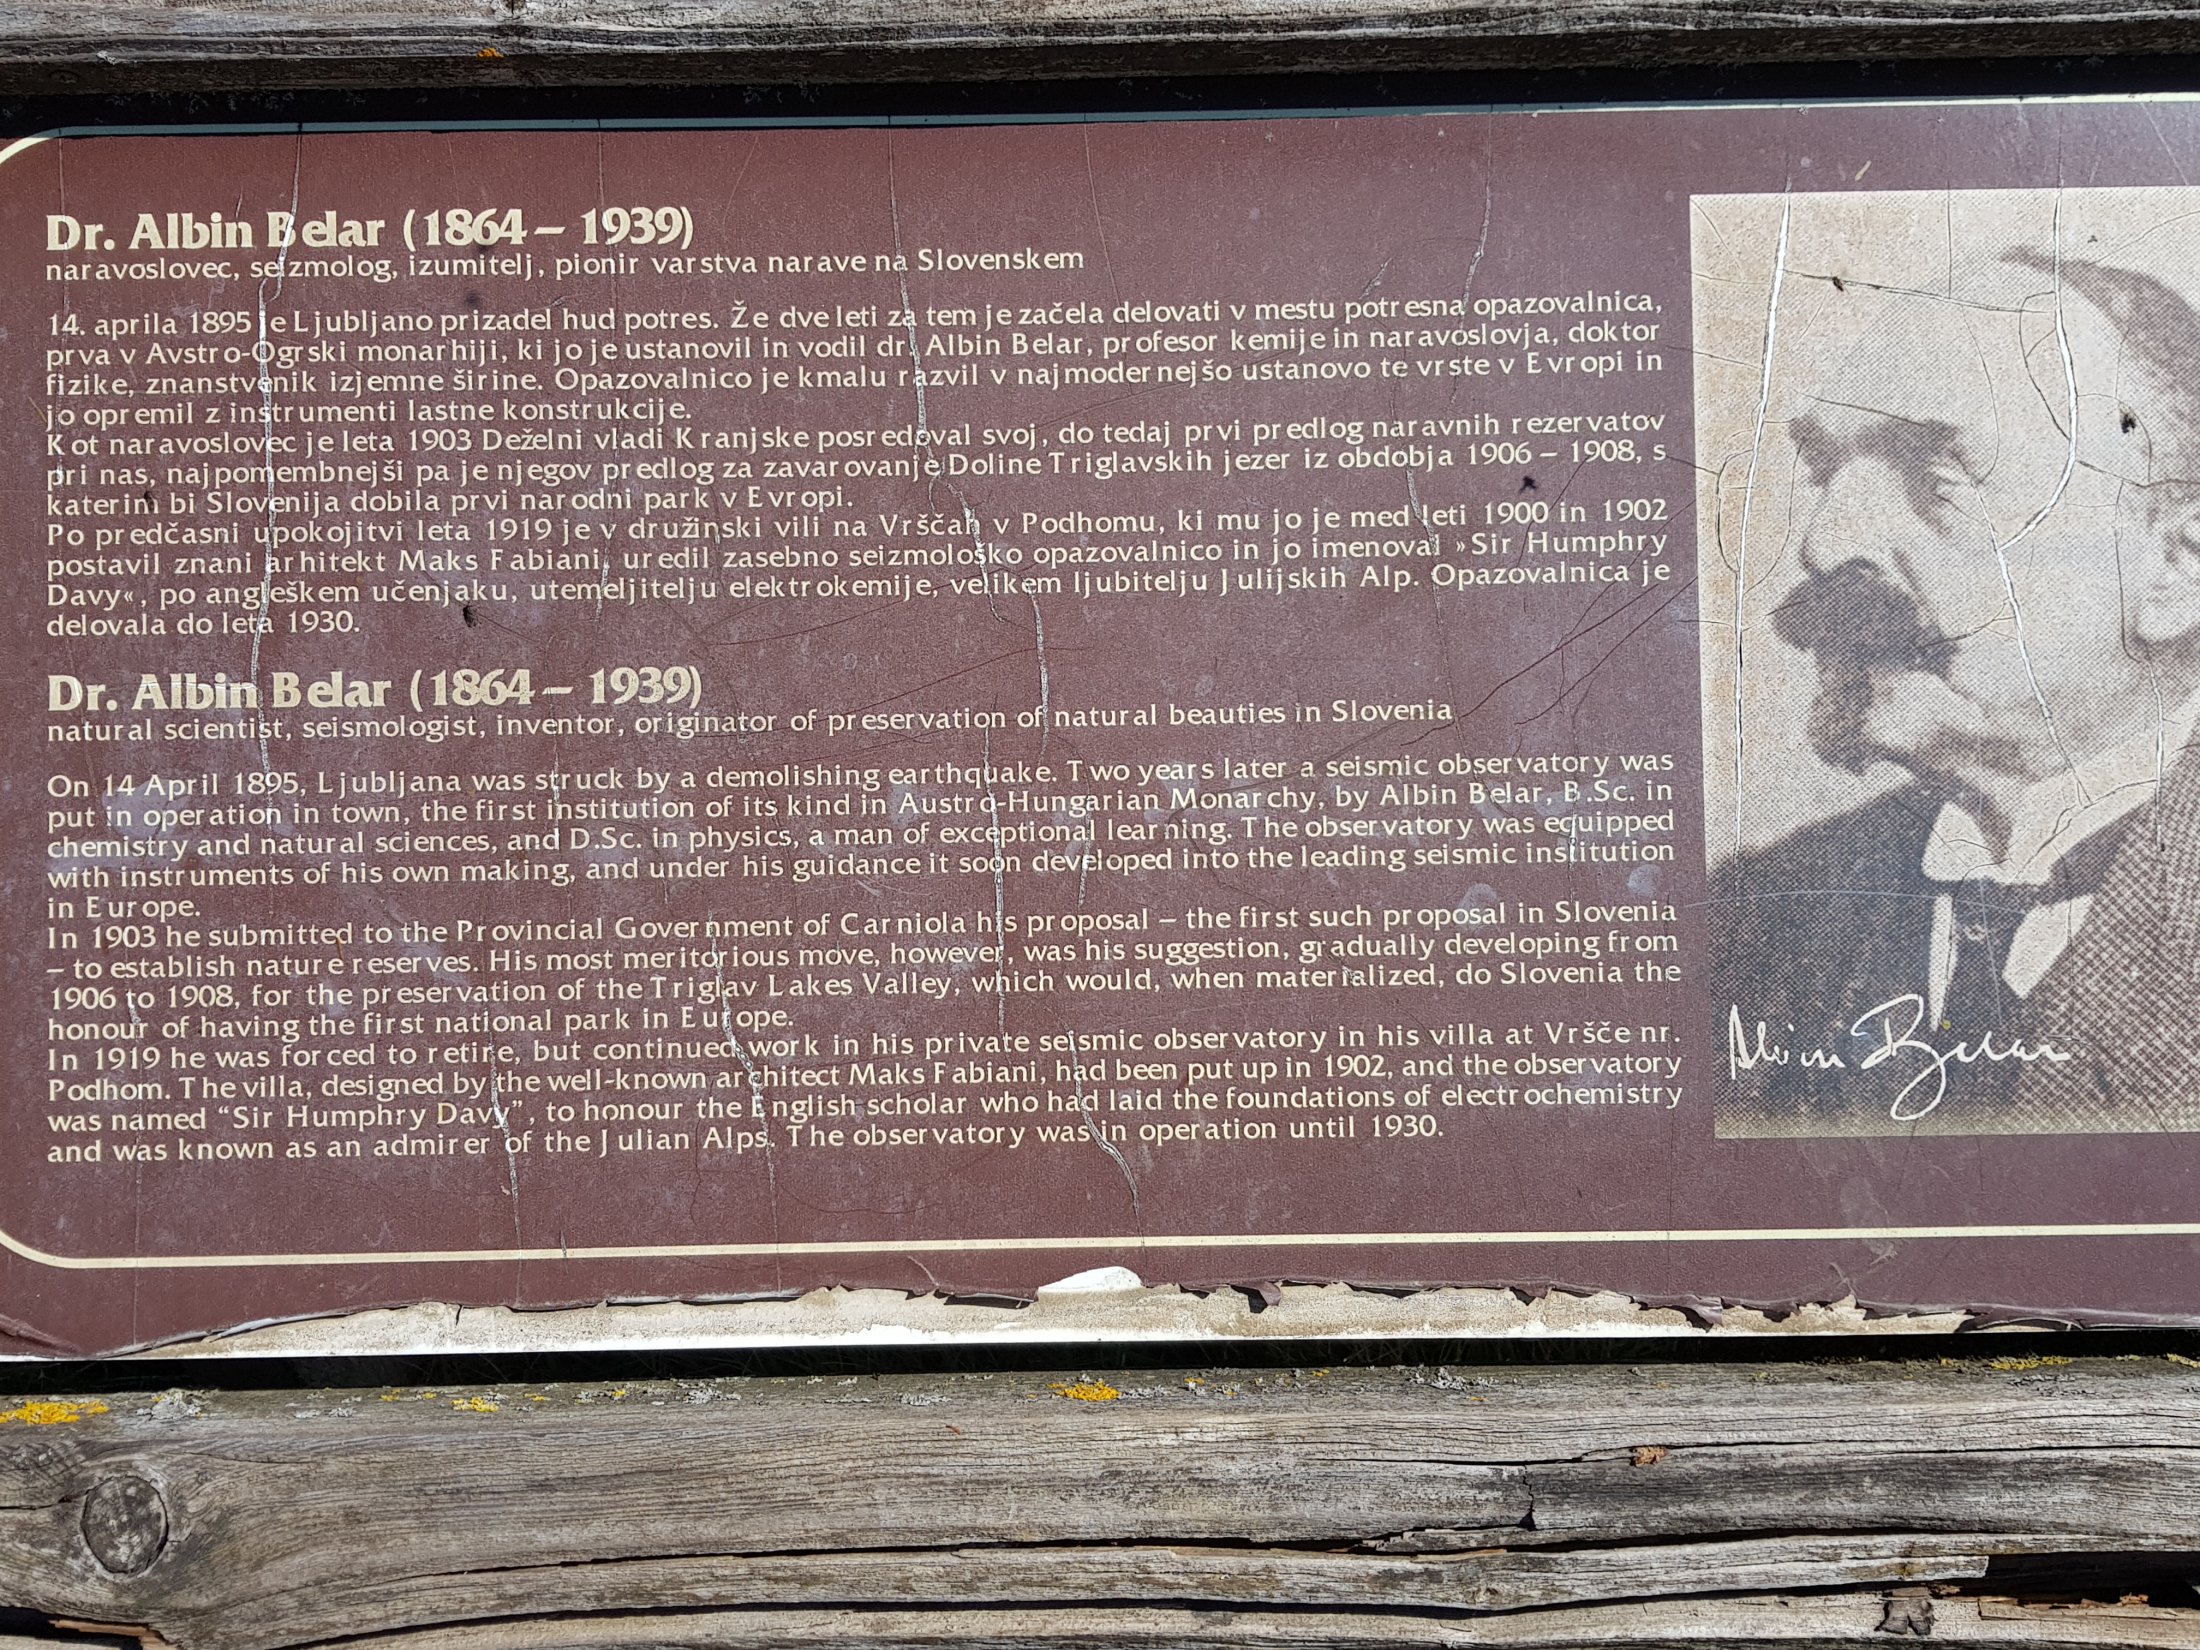 Dr. Albin Belar (1864 – 1939)
naravoslovec, seizmolog, izumitelj, pionir varstva narave na Slovenskem
14. aprila 1895 je Ljubljano prizadel hud potres. Že dve leti za tem je začela delovati v mestu potresna opazovalnica,
prva v Avstro-Ogrski monarhiji, ki jo je ustanovil in vodil dr. Albin Belar, profesor kemije in naravoslovja, doktor
fizike, znanstvenik izjemne širine. Opazovalnico je kmalu razvil v najmodernejšo ustanovo te vrste v Evropi in
jo opremil z instrumenti lastne konstrukcije.
Kot naravoslovec je leta 1903 Deželni vladi Kranjske posredoval svoj, do tedaj prvi predlog naravnih rezervatov
pri nas, najpomembnejši pa je njegov predlog za zavarovanje Doline Triglavskih jezer iz obdobja 1906 – 1908, s
katerim bi Slovenija dobila prvi narodni park v Evropi.
Po predčasni upokojitvi leta 1919 je v družinski vili na Vrščah v Podhomu, ki mu jo je med leti 1900 in 1902
postavil znani arhitekt Maks Fabiani, uredil zasebno seizmološko opazovalnico in jo imenoval »Sir Humphry
Davy«, po angleškem učenjaku, utemeljitelju elektrokemije, velikem ljubitelju Julijskih Alp. Opazovalnica je
delovala do leta 1930.
Dr. Albin Belar (1864 – 1939)
natural scientist, seismologist, inventor, originator of preservation of natural beauties in Slovenia
On 14 April 1895, Ljubljana was struck by a demolishing earthquake. Two years later a seismic observatory was
put in operation in town, the first institution of its kind in Austro-Hungarian Monarchy, by Albin Belar, B.Sc. in
chemistry and natural sciences, and D.Sc. in physics, a man of exceptional learning. The observatory was equipped
with instruments of his own making, and under his guidance it soon developed into the leading seismic institution
in Europe.
In 1903 he submitted to the Provincial Government of Carniola his proposal – the first such proposal in Slovenia
– to establish nature reserves. His most meritorious move, however, was his suggestion, gradually developing from
1906 to 1908, for the preservation of the Triglav Lakes Valley, which would, when materialized, do Slovenia the
honour of having the first national park in Europe.
In 1919 he was forced to retire, but continued work in his private seismic observatory in his villa at Vršče nr.
Podhom. The villa, designed by the well-known architect Maks Fabiani, had been put up in 1902, and the observatory
was named “Sir Humphry Davy”, to honour the English scholar who had laid the foundations of electrochemistry
and was known as an admirer of the Julian Alps. The observatory was in operation until 1930.
Albin Belar